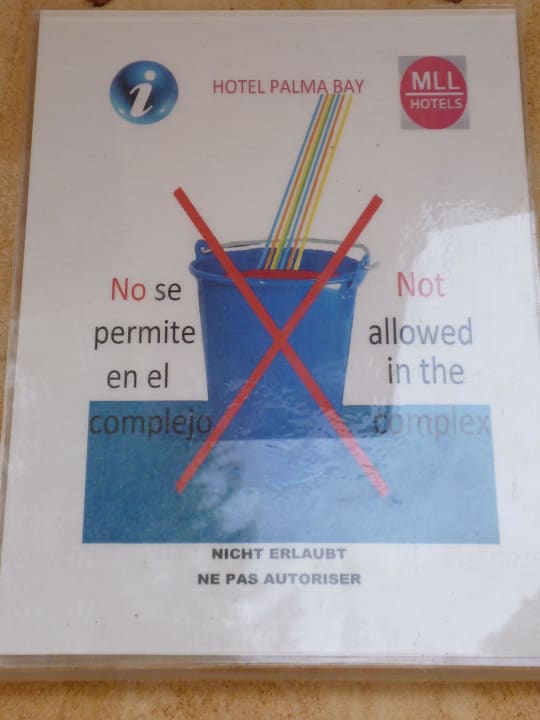 i
HOTEL PALMA BAY
MLL
HOTELS
No se
permite
en el
complejo
Not
allowed
in the
complex
NICHT ERLAUBT
NE PAS AUTORISER